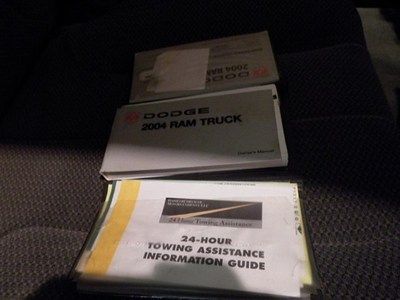 2004 RAM
DODGE
DODGE
2004 RAM TRUCK
Owner's Manual
24-Hour Towing Assistance
24-HOUR
TOWING ASSISTANCE
INFORMATION GUIDE